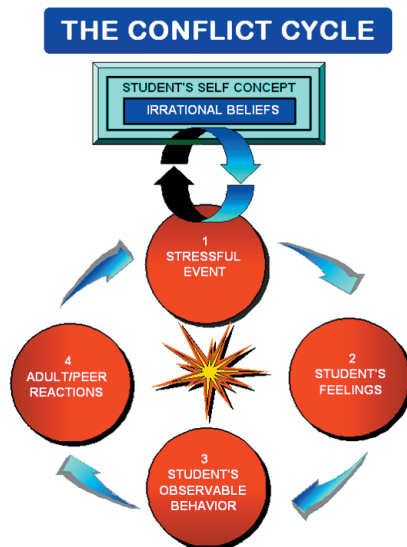 THE CONFLICT CYCLE
STUDENT'S SELF CONCEPT
IRRATIONAL BELIEFS
1
STRESSFUL
EVENT
2
STUDENT'S
FEELINGS
3
STUDENT'S
OBSERVABLE
BEHAVIOR
4
ADULT/PEER
REACTIONS